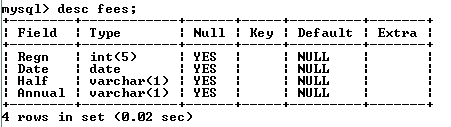 mysql> desc fees;
+--------+------------+------+-----+---------+-------+
| Field  | Type       | Null | Key | Default | Extra |
+--------+------------+------+-----+---------+-------+
| Regn   | int(5)     | YES  |     | NULL    |       |
| Date   | date       | YES  |     | NULL    |       |
| Half   | varchar(1) | YES  |     | NULL    |       |
| Annual | varchar(1) | YES  |     | NULL    |       |
+--------+------------+------+-----+---------+-------+
4 rows in set (0.02 sec)